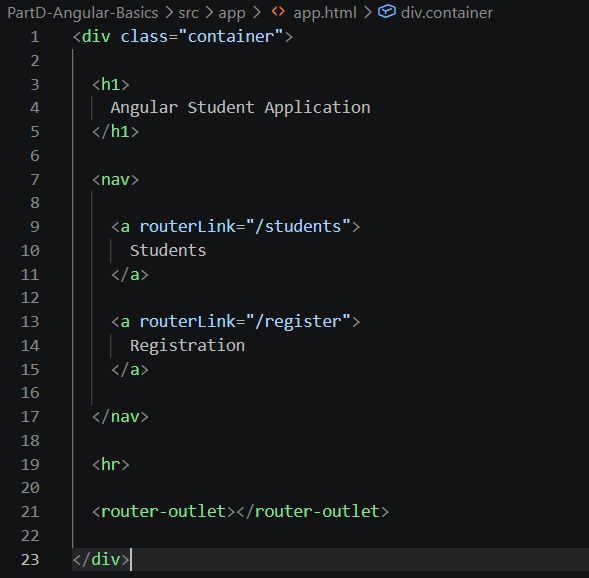 PartD-Angular-Basics > src > app > <> app.html > div.container
1 <div class="container">
2
3   <h1>
4     Angular Student Application
5   </h1>
6
7   <nav>
8
9     <a routerLink="/students">
10       Students
11     </a>
12
13     <a routerLink="/register">
14       Registration
15     </a>
16
17   </nav>
18
19   <hr>
20
21   <router-outlet></router-outlet>
22
23 </div>